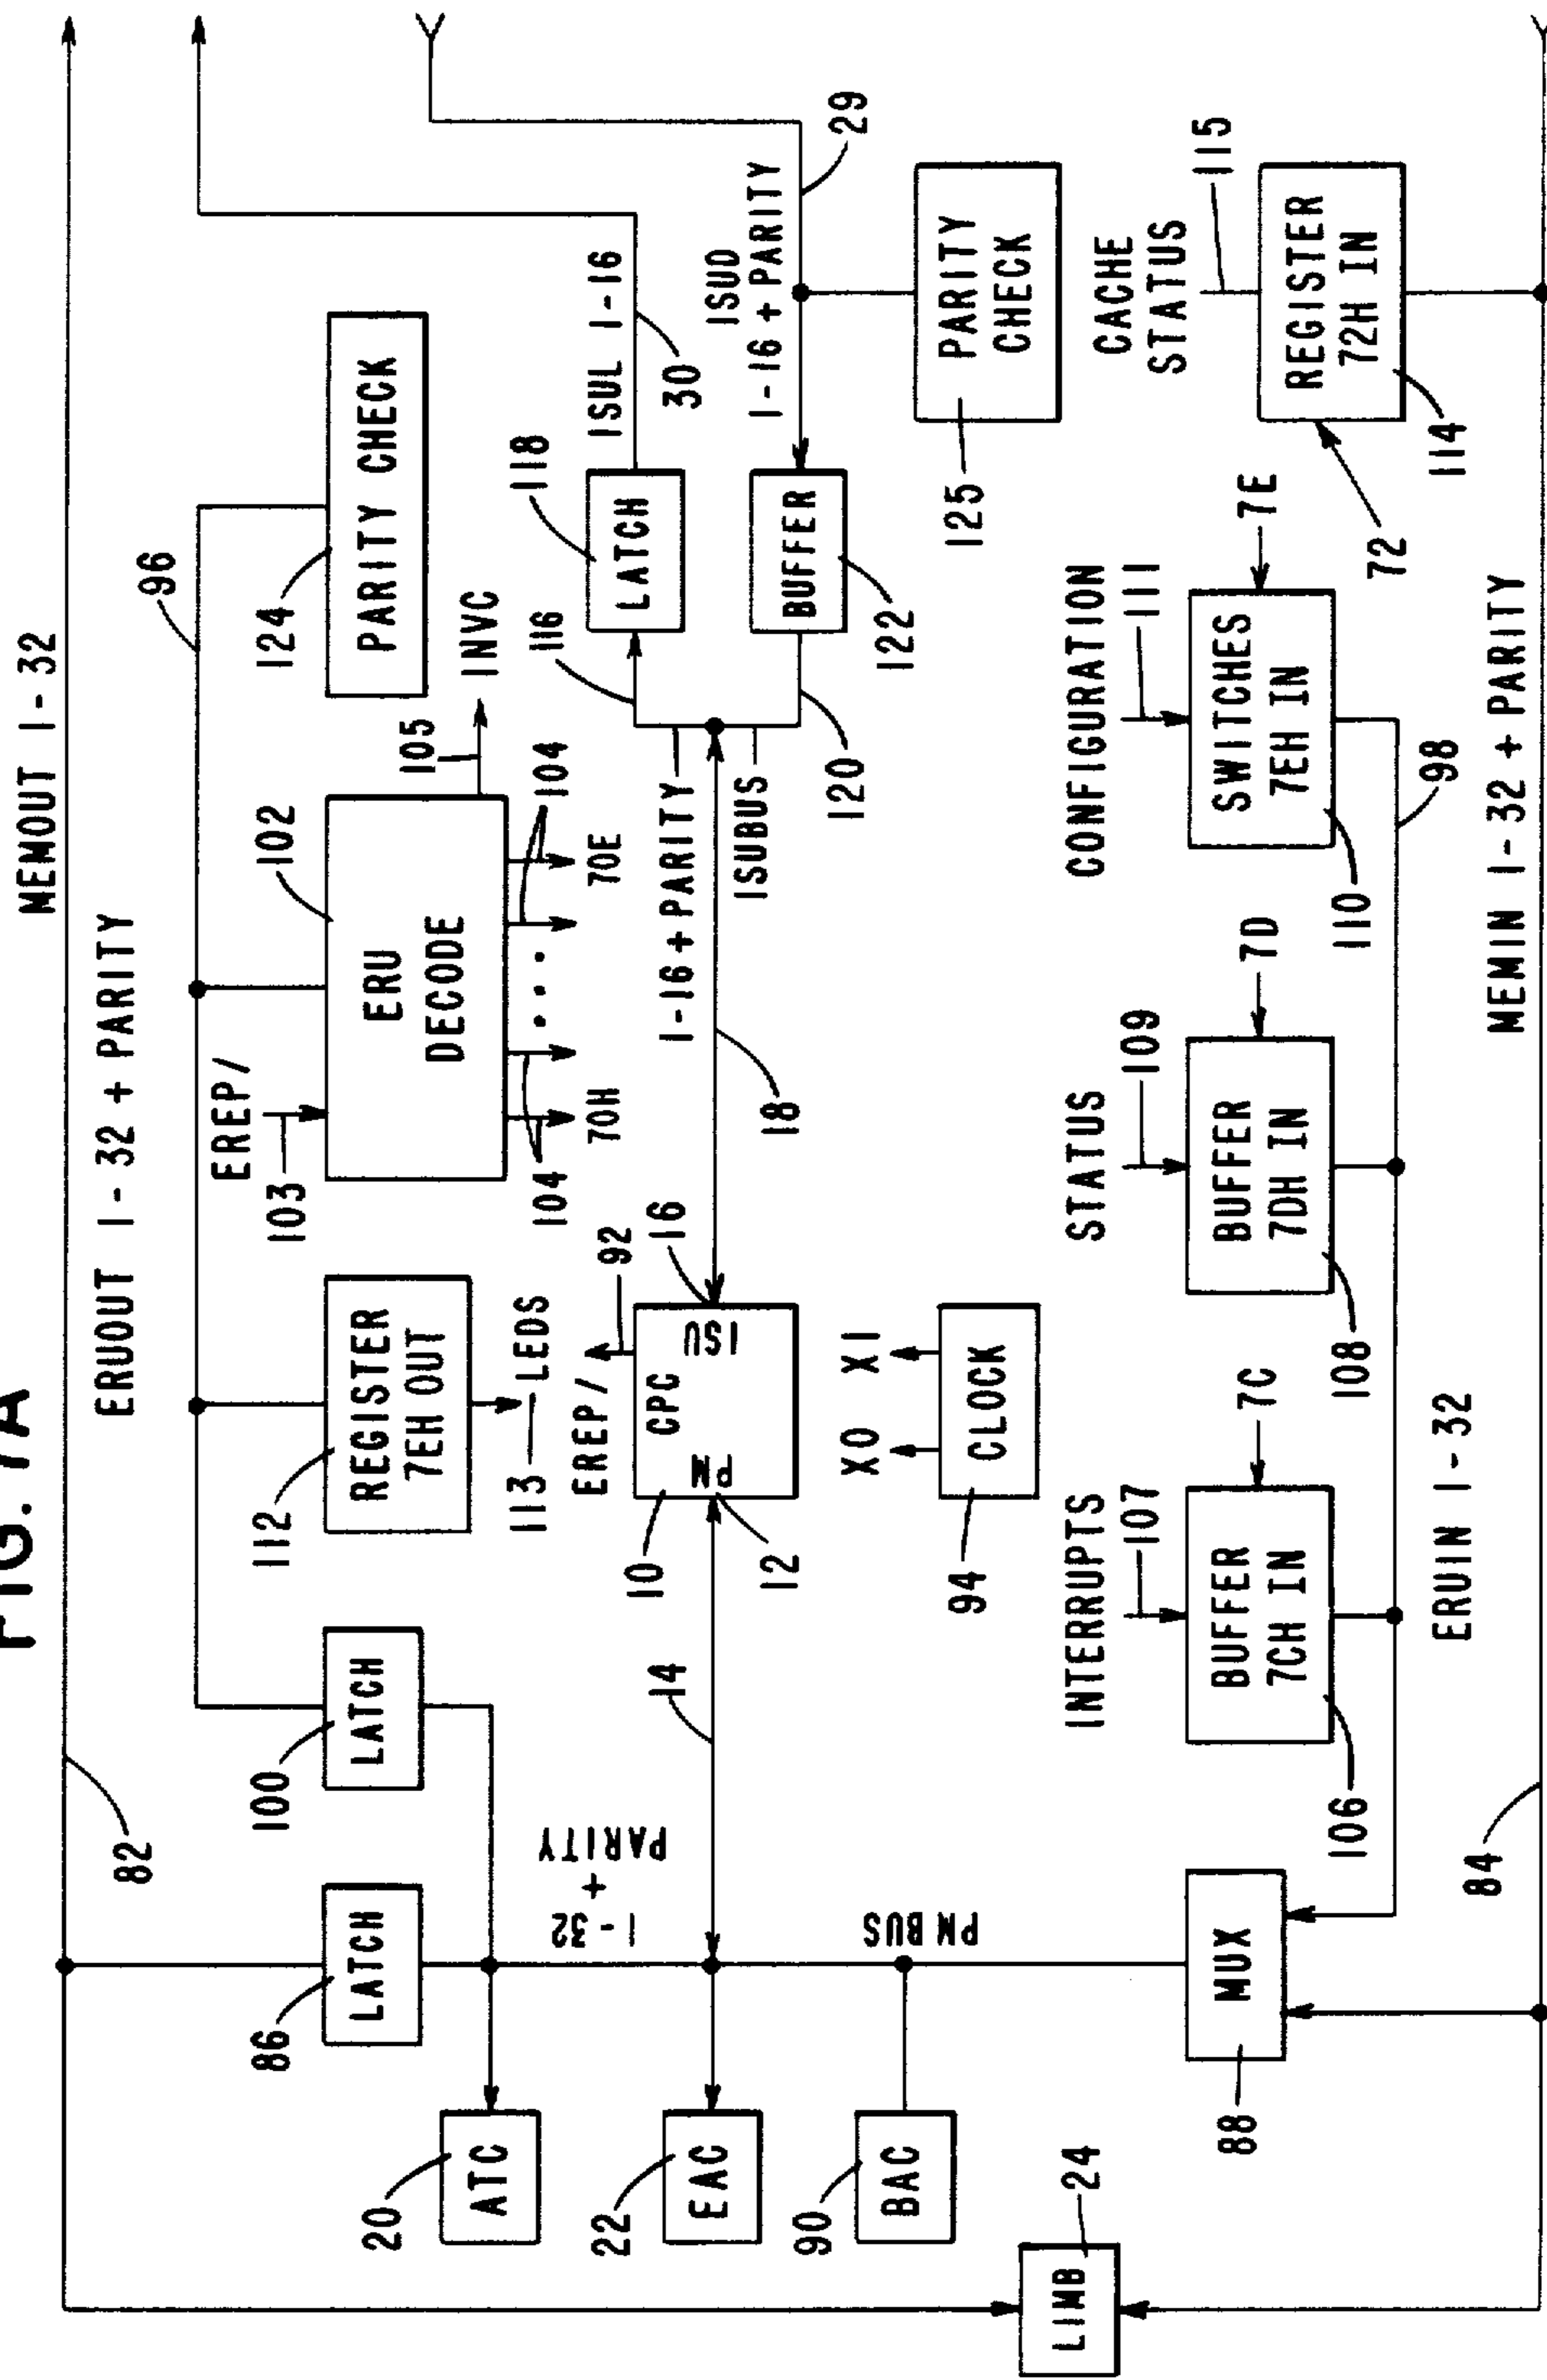 FIG. 7A
MEMOUT 1-32
82
ERUOUT 1-32 + PARITY
96
86
LATCH
100
LATCH
112
REGISTER
7EH OUT
113
LEDS
EREP/
103
102
ERU
DECODE
104
70H
104
70E
105
INVC
124
PARITY CHECK
20
ATC
22
EAC
90
BAC
24
LIMB
1-32
+
PARITY
PM BUS
14
10
12
EREP/
92
CPC
PM
ISU
16
18
1-16 + PARITY
ISUBUS
116
118
LATCH
ISUL 1-16
30
120
BUFFER
122
ISUD
1-16 + PARITY
29
125
PARITY
CHECK
X0
X1
94
CLOCK
88
MUX
INTERRUPTS
107
7C
BUFFER
7CH IN
106
STATUS
109
7D
BUFFER
7DH IN
108
CONFIGURATION
111
7E
SWITCHES
7EH IN
110
CACHE
STATUS
115
REGISTER
72H IN
72
114
98
ERUIN 1-32
84
MEMIN 1-32 + PARITY